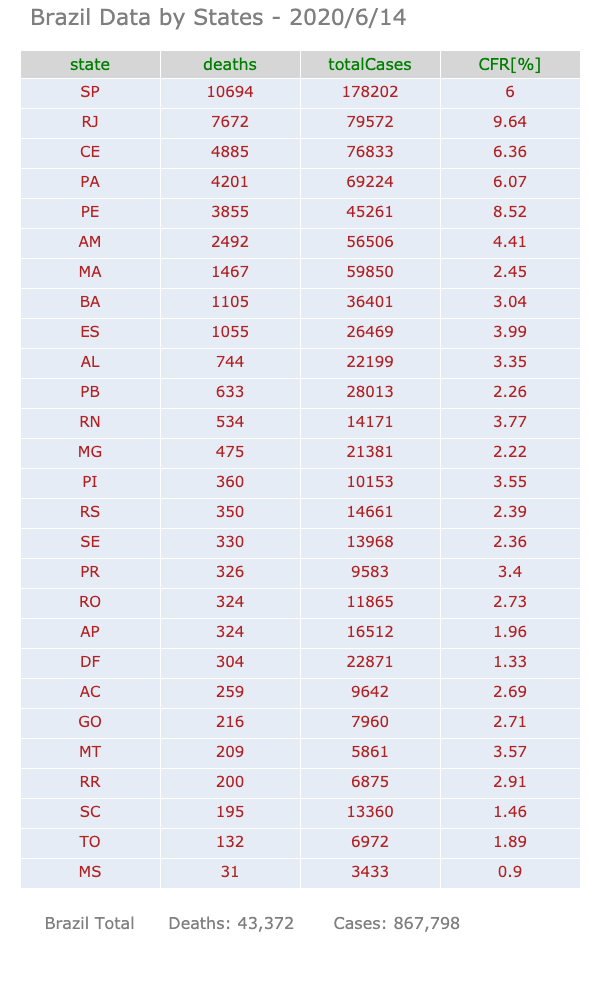 Brazil Data by States - 2020/6/14
state deaths totalCases CFR[%]
SP 10694 178202 6
RJ 7672 79572 9.64
CE 4885 76833 6.36
PA 4201 69224 6.07
PE 3855 45261 8.52
AM 2492 56506 4.41
MA 1467 59850 2.45
BA 1105 36401 3.04
ES 1055 26469 3.99
AL 744 22199 3.35
PB 633 28013 2.26
RN 534 14171 3.77
MG 475 21381 2.22
PI 360 10153 3.55
RS 350 14661 2.39
SE 330 13968 2.36
PR 326 9583 3.4
RO 324 11865 2.73
AP 324 16512 1.96
DF 304 22871 1.33
AC 259 9642 2.69
GO 216 7960 2.71
MT 209 5861 3.57
RR 200 6875 2.91
SC 195 13360 1.46
TO 132 6972 1.89
MS 31 3433 0.9
Brazil Total Deaths: 43,372 Cases: 867,798